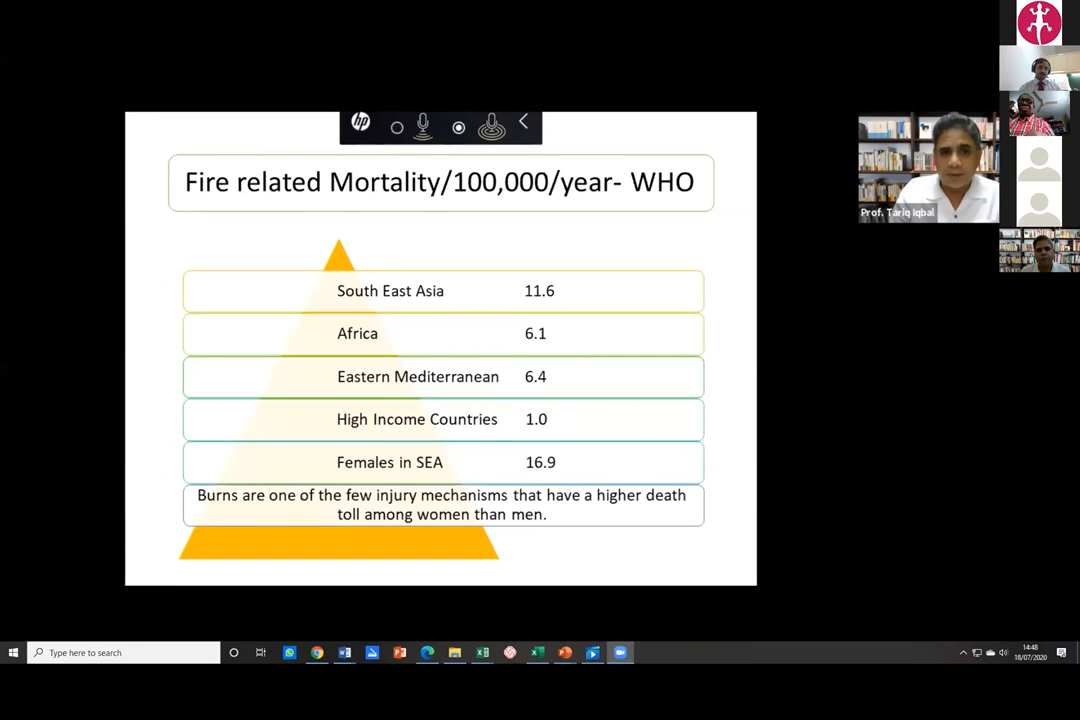 hp
Fire related Mortality/100,000/year- WHO
South East Asia 11.6
Africa 6.1
Eastern Mediterranean 6.4
High Income Countries 1.0
Females in SEA 16.9
Burns are one of the few injury mechanisms that have a higher death
toll among women than men.
Prof. Tariq Iqbal
Type here to search
14:48
18/07/2020